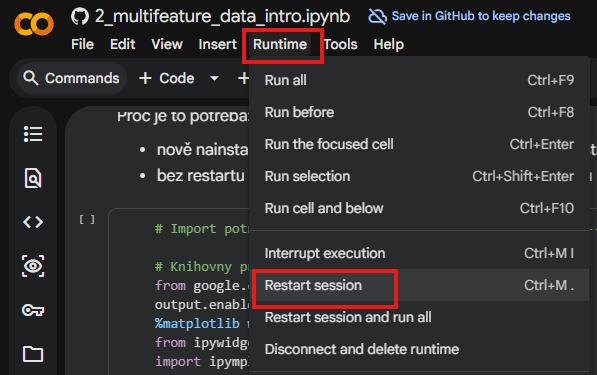 2_multifeature_data_intro.ipynb Save in GitHub to keep changes
File Edit View Insert Runtime Tools Help
Commands + Code +
Run all Ctrl+F9
Proč je to potřeba
Run before Ctrl+F8
nově nainsta Run the focused cell Ctrl+Enter
bez restartu Run selection Ctrl+Shift+Enter
Run cell and below Ctrl+F10
[ ] # Import pot
Interrupt execution Ctrl+M I
# Knihovny p
from google. Restart session Ctrl+M .
output.enable
%matplotlib Restart session and run all
from ipywidge
import ipymp Disconnect and delete runtime